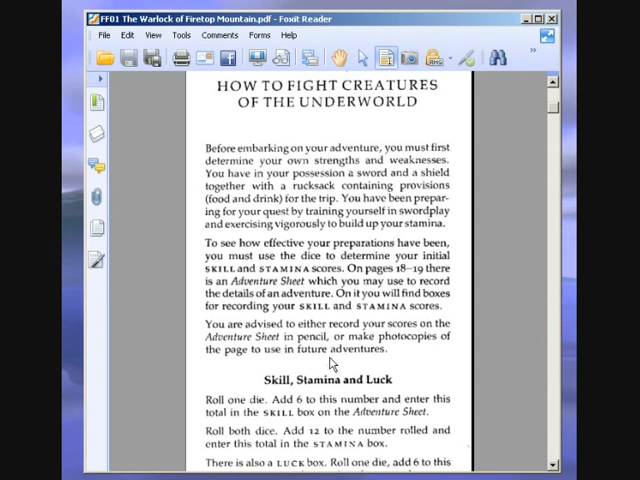 FF01 The Warlock of Firetop Mountain.pdf - Foxit Reader
File Edit View Tools Comments Forms Help
HOW TO FIGHT CREATURES
OF THE UNDERWORLD
Before embarking on your adventure, you must first
determine your own strengths and weaknesses.
You have in your possession a sword and a shield
together with a rucksack containing provisions
(food and drink) for the trip. You have been prepar-
ing for your quest by training yourself in swordplay
and exercising vigorously to build up your stamina.
To see how effective your preparations have been,
you must use the dice to determine your initial
SKILL and STAMINA scores. On pages 18–19 there
is an Adventure Sheet which you may use to record
the details of an adventure. On it you will find boxes
for recording your SKILL and STAMINA scores.
You are advised to either record your scores on the
Adventure Sheet in pencil, or make photocopies of
the page to use in future adventures.
Skill, Stamina and Luck
Roll one die. Add 6 to this number and enter this
total in the SKILL box on the Adventure Sheet.
Roll both dice. Add 12 to the number rolled and
enter this total in the STAMINA box.
There is also a LUCK box. Roll one die, add 6 to this